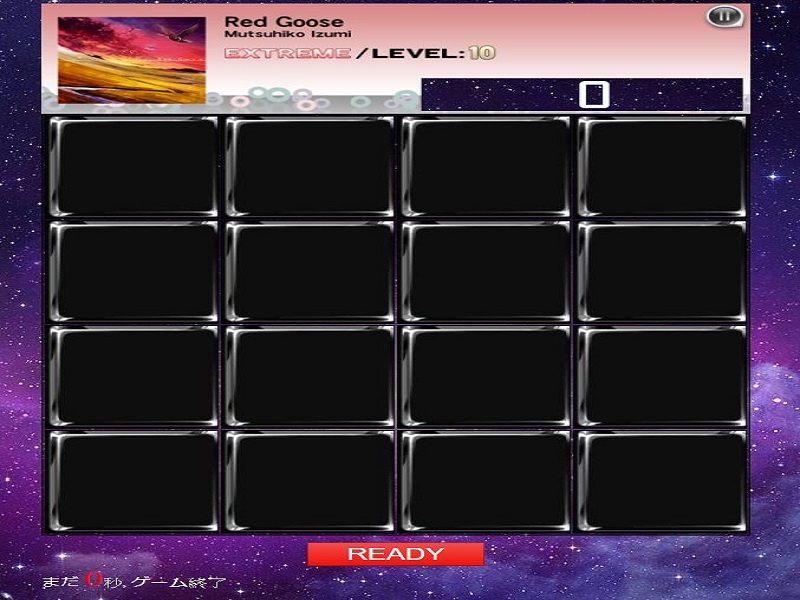 Red Goose
Mutsuhiko Izumi
EXTREME / LEVEL:10
0
READY
まだ 0秒, ゲーム終了